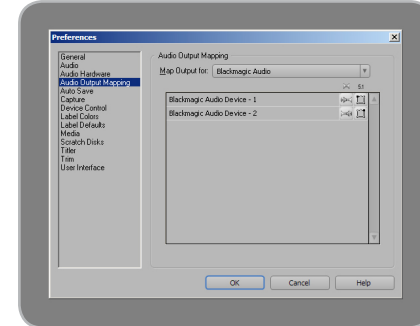 Preferences
General
Audio
Audio Hardware
Audio Output Mapping
Auto Save
Capture
Device Control
Label Colors
Label Defaults
Media
Scratch Disks
Titler
Trim
User Interface
Audio Output Mapping
Map Output for: Blackmagic Audio
5.1
Blackmagic Audio Device - 1
Blackmagic Audio Device - 2
OK Cancel Help